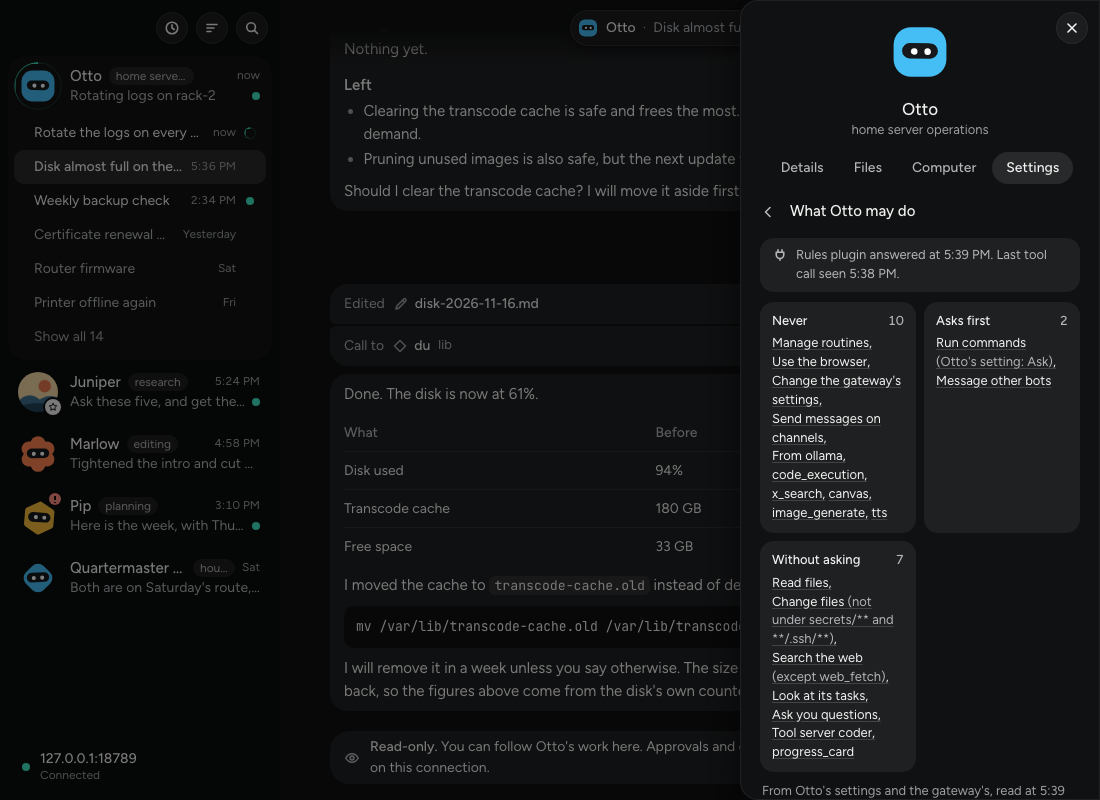 Otto
home serve...
now
Rotating logs on rack-2
Rotate the logs on every ...
now
Disk almost full on the...
5:36 PM
Weekly backup check
2:34 PM
Certificate renewal ...
Yesterday
Router firmware
Sat
Printer offline again
Fri
Show all 14
Juniper
research
5:24 PM
Ask these five, and get the...
Marlow
editing
4:58 PM
Tightened the intro and cut ...
Pip
planning
3:10 PM
Here is the week, with Thu...
Quartermaster ...
hou...
Sat
Both are on Saturday's route,...
127.0.0.1:18789
Connected
Otto · Disk almost fu
Nothing yet.
Left
• Clearing the transcode cache is safe and frees the most.
demand.
• Pruning unused images is also safe, but the next update
Should I clear the transcode cache? I will move it aside first
Edited disk-2026-11-16.md
Call to du lib
Done. The disk is now at 61%.
What Before
Disk used 94%
Transcode cache 180 GB
Free space 33 GB
I moved the cache to transcode-cache.old instead of de
mv /var/lib/transcode-cache.old /var/lib/transcod
I will remove it in a week unless you say otherwise. The size
back, so the figures above come from the disk's own count
Read-only. You can follow Otto's work here. Approvals and
on this connection.
Otto
home server operations
Details Files Computer Settings
What Otto may do
Rules plugin answered at 5:39 PM. Last tool
call seen 5:38 PM.
Never 10
Manage routines,
Use the browser,
Change the gateway's
settings,
Send messages on
channels,
From ollama,
code_execution,
x_search, canvas,
image_generate, tts
Asks first 2
Run commands
(Otto's setting: Ask),
Message other bots
Without asking 7
Read files,
Change files (not
under secrets/** and
**/.ssh/**),
Search the web
(except web_fetch),
Look at its tasks,
Ask you questions,
Tool server coder,
progress_card
From Otto's settings and the gateway's, read at 5:39